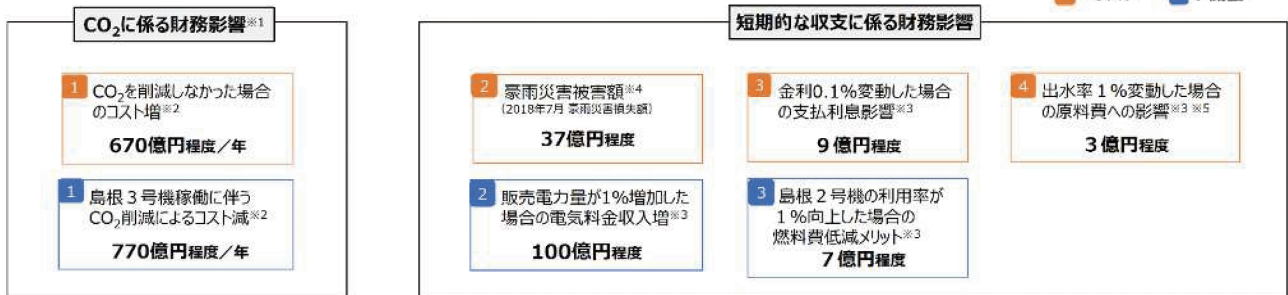 CO₂に係る財務影響※1
1
CO₂を削減しなかった場合
のコスト増※2
670億円程度／年
1
島根３号機稼働に伴う
CO₂削減によるコスト減※2
770億円程度／年
短期的な収支に係る財務影響
2
豪雨災害被害額※4
(2018年7月 豪雨災害損失額)
37億円程度
3
金利0.1%変動した場合
の支払利息影響※3
９億円程度
4
出水率１%変動した場合
の原料費への影響※3 ※5
３億円程度
2
販売電力量が1%増加した
場合の電気料金収入増※3
100億円程度
3
島根２号機の利用率が
１%向上した場合の
燃料費低減メリット※3
７億円程度